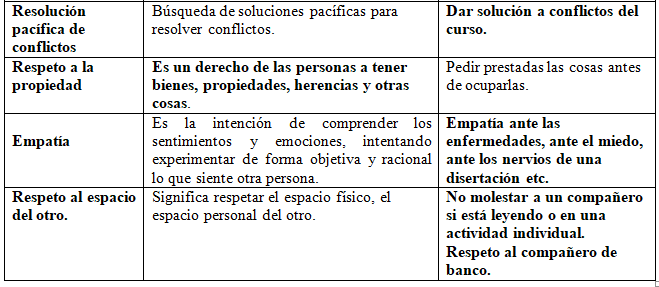 Resolución
pacífica de
conflictos
Búsqueda de soluciones pacíficas para
resolver conflictos.
Dar solución a conflictos del
curso.
Respeto a la
propiedad
Es un derecho de las personas a tener
bienes, propiedades, herencias y otras
cosas.
Pedir prestadas las cosas antes
de ocuparlas.
Empatía
Es la intención de comprender los
sentimientos y emociones, intentando
experimentar de forma objetiva y racional
lo que siente otra persona.
Empatía ante las
enfermedades, ante el miedo,
ante los nervios de una
disertación etc.
Respeto al espacio
del otro.
Significa respetar el espacio físico, el
espacio personal del otro.
No molestar a un compañero
si está leyendo o en una
actividad individual.
Respeto al compañero de
banco.